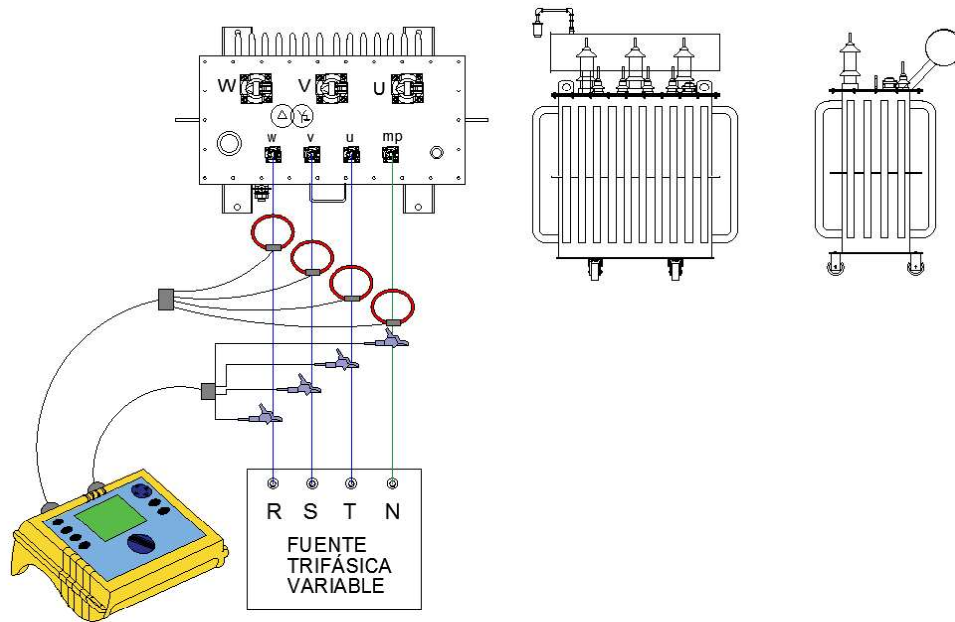 W V U
w v u mp
R S T N
FUENTE
TRIFÁSICA
VARIABLE